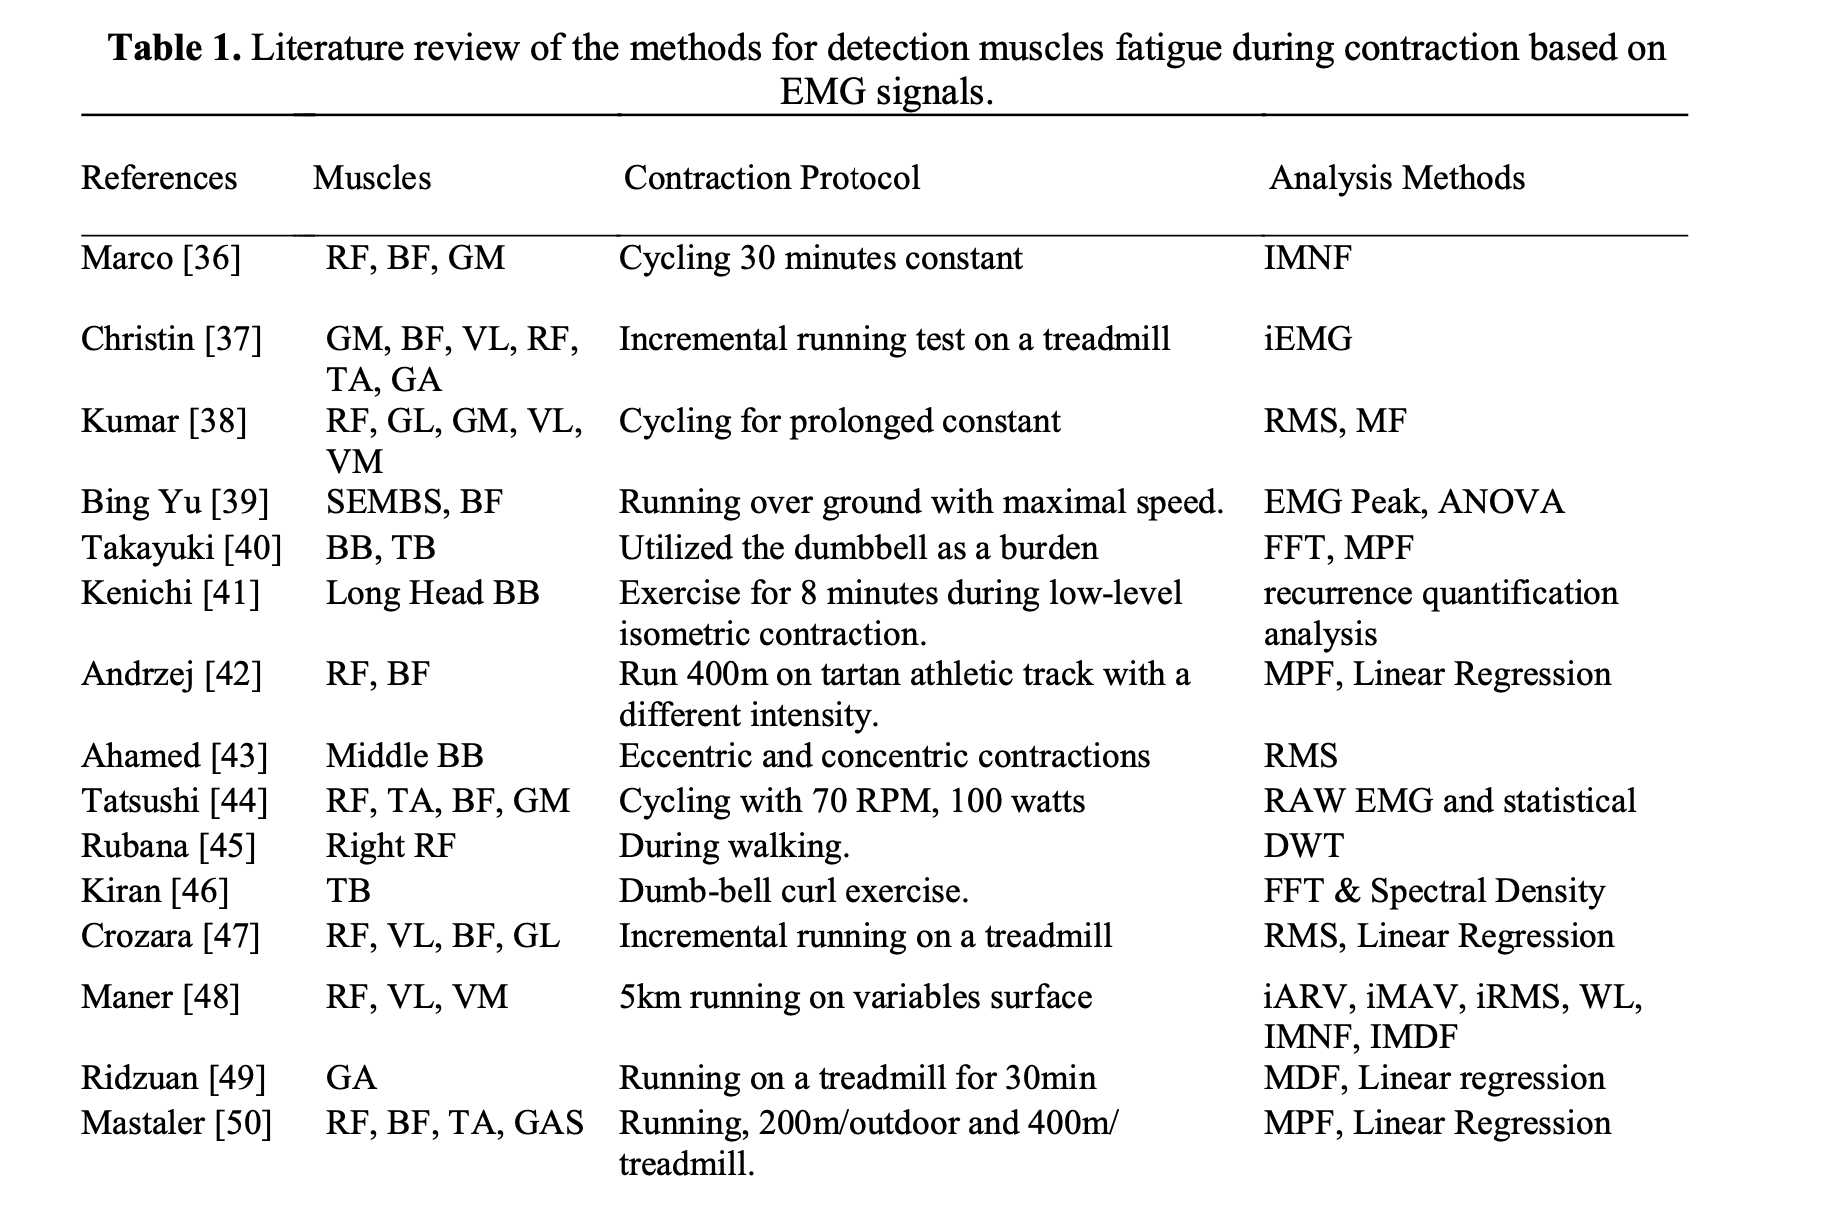 Table 1. Literature review of the methods for detection muscles fatigue during contraction based on
EMG signals.
References Muscles Contraction Protocol Analysis Methods
Marco [36] RF, BF, GM Cycling 30 minutes constant IMNF
Christin [37] GM, BF, VL, RF, Incremental running test on a treadmill iEMG
TA, GA
Kumar [38] RF, GL, GM, VL, Cycling for prolonged constant RMS, MF
VM
Bing Yu [39] SEMBS, BF Running over ground with maximal speed. EMG Peak, ANOVA
Takayuki [40] BB, TB Utilized the dumbbell as a burden FFT, MPF
Kenichi [41] Long Head BB Exercise for 8 minutes during low-level recurrence quantification
isometric contraction. analysis
Andrzej [42] RF, BF Run 400m on tartan athletic track with a MPF, Linear Regression
different intensity.
Ahamed [43] Middle BB Eccentric and concentric contractions RMS
Tatsushi [44] RF, TA, BF, GM Cycling with 70 RPM, 100 watts RAW EMG and statistical
Rubana [45] Right RF During walking. DWT
Kiran [46] TB Dumb-bell curl exercise. FFT & Spectral Density
Crozara [47] RF, VL, BF, GL Incremental running on a treadmill RMS, Linear Regression
Maner [48] RF, VL, VM 5km running on variables surface iARV, iMAV, iRMS, WL,
IMNF, IMDF
Ridzuan [49] GA Running on a treadmill for 30min MDF, Linear regression
Mastaler [50] RF, BF, TA, GAS Running, 200m/outdoor and 400m/ MPF, Linear Regression
treadmill.